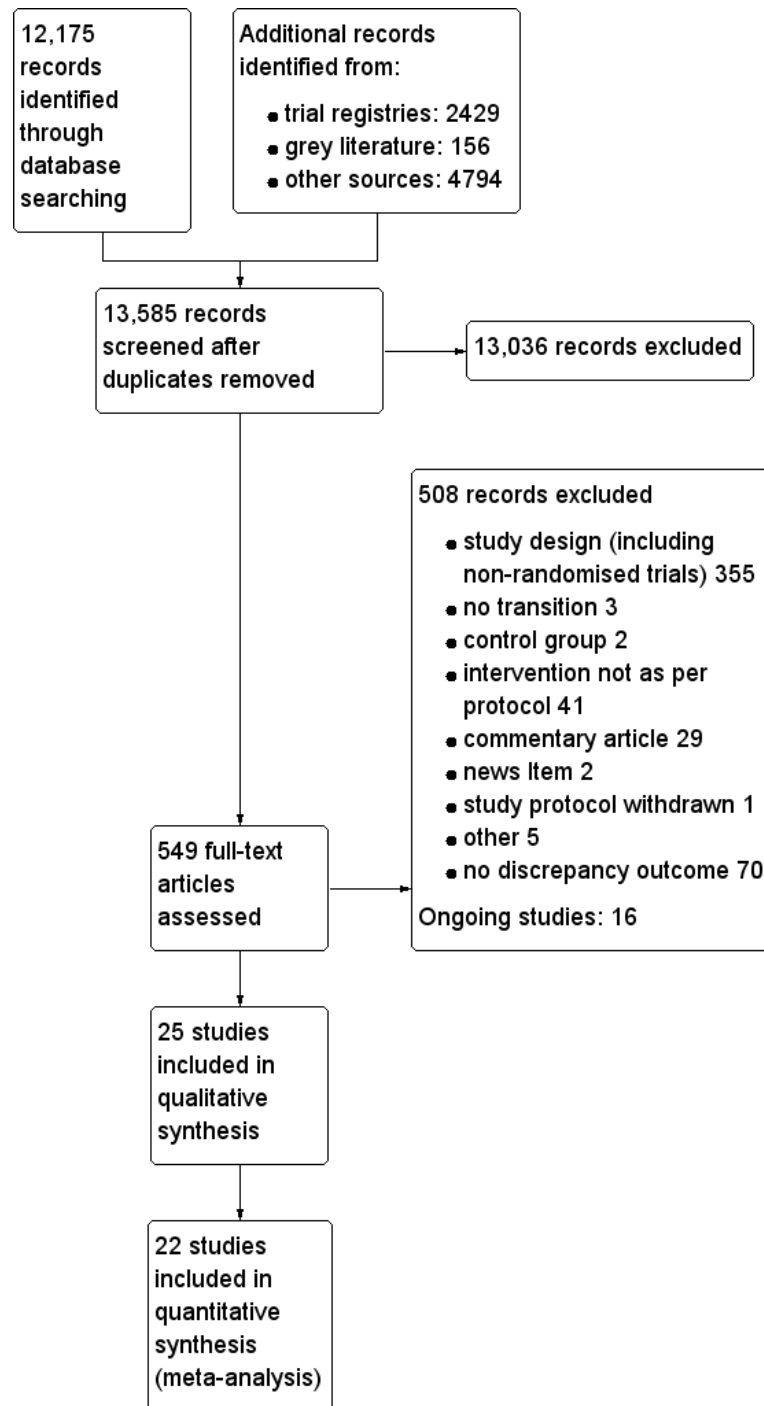 12,175
records
identified
through
database
searching
Additional records
identified from:
● trial registries: 2429
● grey literature: 156
● other sources: 4794
13,585 records
screened after
duplicates removed
13,036 records excluded
508 records excluded
● study design (including
non-randomised trials) 355
● no transition 3
● control group 2
● intervention not as per
protocol 41
● commentary article 29
● news Item 2
● study protocol withdrawn 1
● other 5
● no discrepancy outcome 70
Ongoing studies: 16
549 full-text
articles
assessed
25 studies
included in
qualitative
synthesis
22 studies
included in
quantitative
synthesis
(meta-analysis)